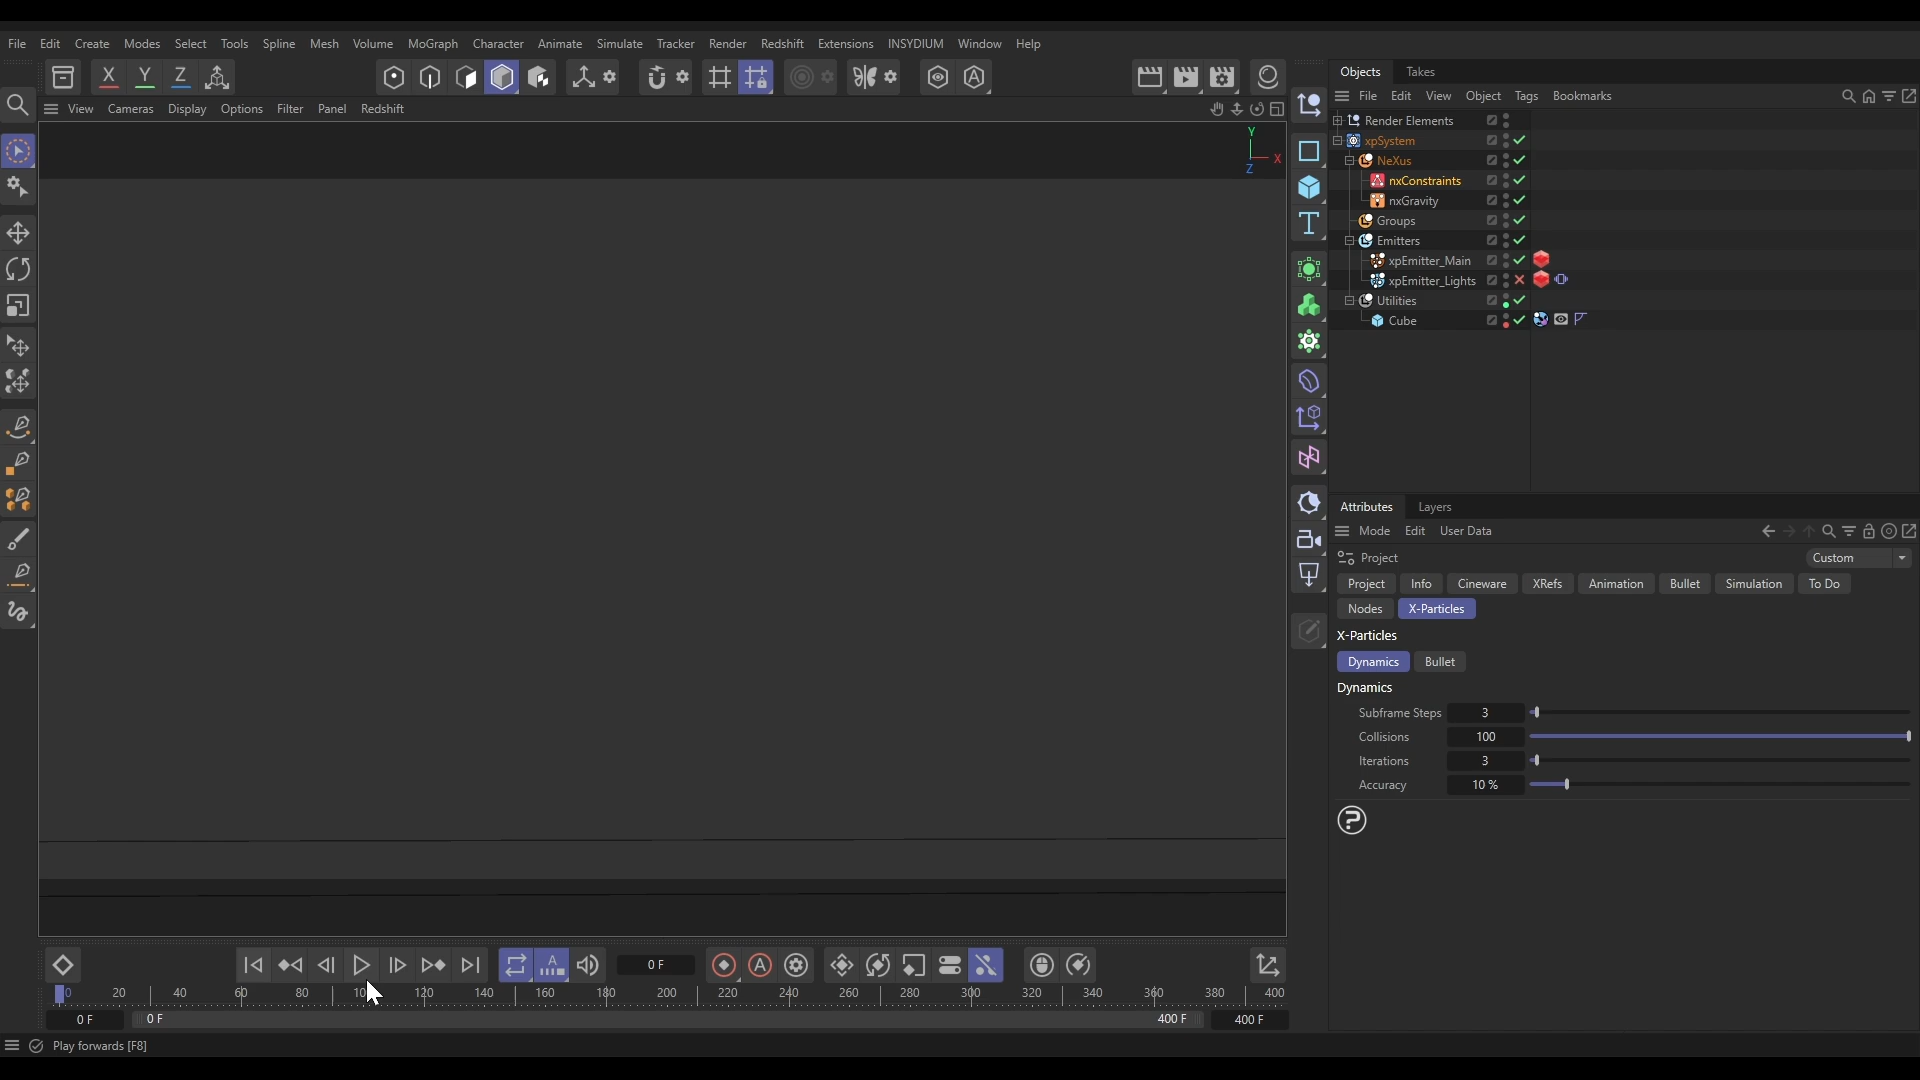 File Edit Create Modes Select Tools Spline Mesh Volume MoGraph Character Animate Simulate Tracker Render Redshift Extensions INSYDIUM Window Help
X Y Z
View Cameras Display Options Filter Panel Redshift
Y
X
Z
Objects Takes
File Edit View Object Tags Bookmarks
Render Elements
xpSystem
NeXus
nxConstraints
nxGravity
Groups
Emitters
xpEmitter_Main
xpEmitter_Lights
Utilities
Cube
Attributes Layers
Mode Edit User Data
Project Custom
Project Info Cineware XRefs Animation Bullet Simulation To Do
Nodes X-Particles
X-Particles
Dynamics Bullet
Dynamics
Subframe Steps 3
Collisions 100
Iterations 3
Accuracy 10 %
0 F
0 20 40 60 80 100 120 140 160 180 200 220 240 260 280 300 320 340 360 380 400
0 F 0 F 400 F 400 F
Play forwards [F8]